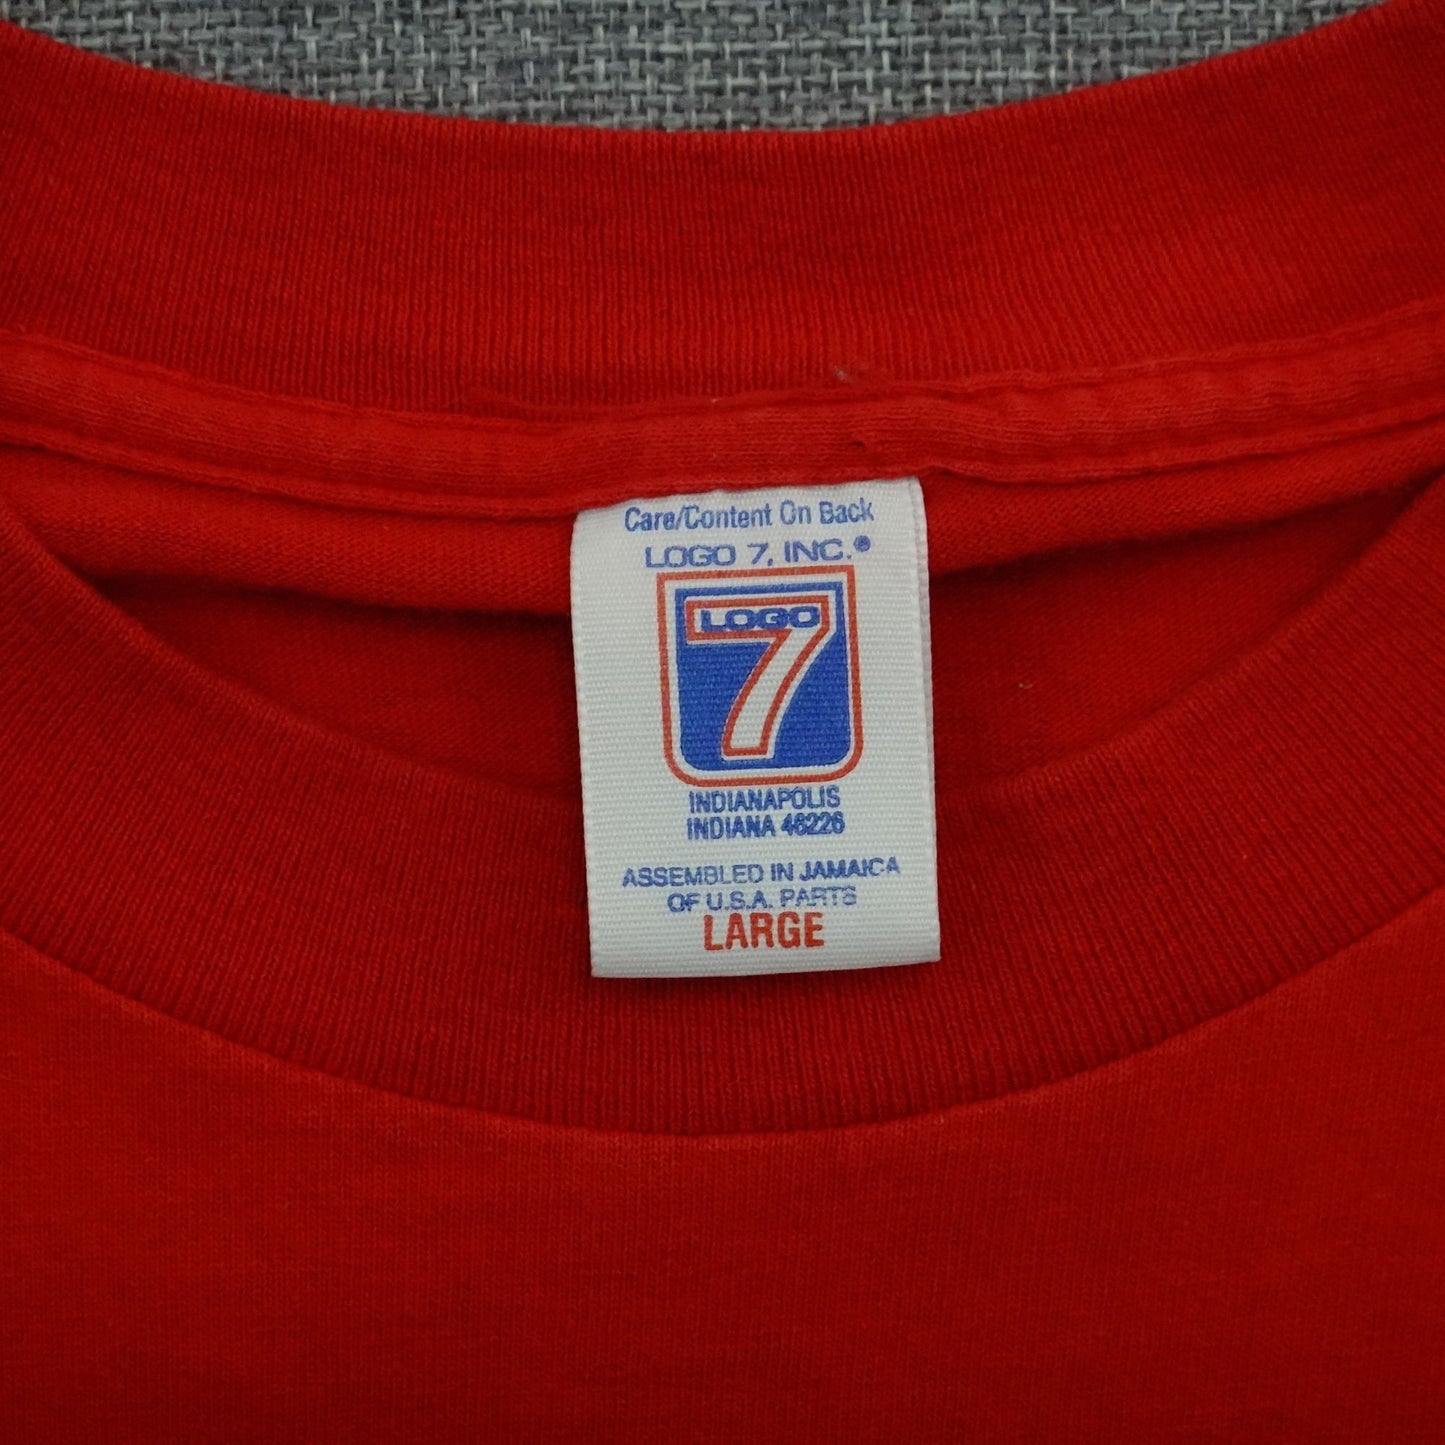 Care/Content On Back
LOGO 7, INC.®
LOGO
7
INDIANAPOLIS
INDIANA 46226
ASSEMBLED IN JAMAICA
OF U.S.A. PARTS
LARGE